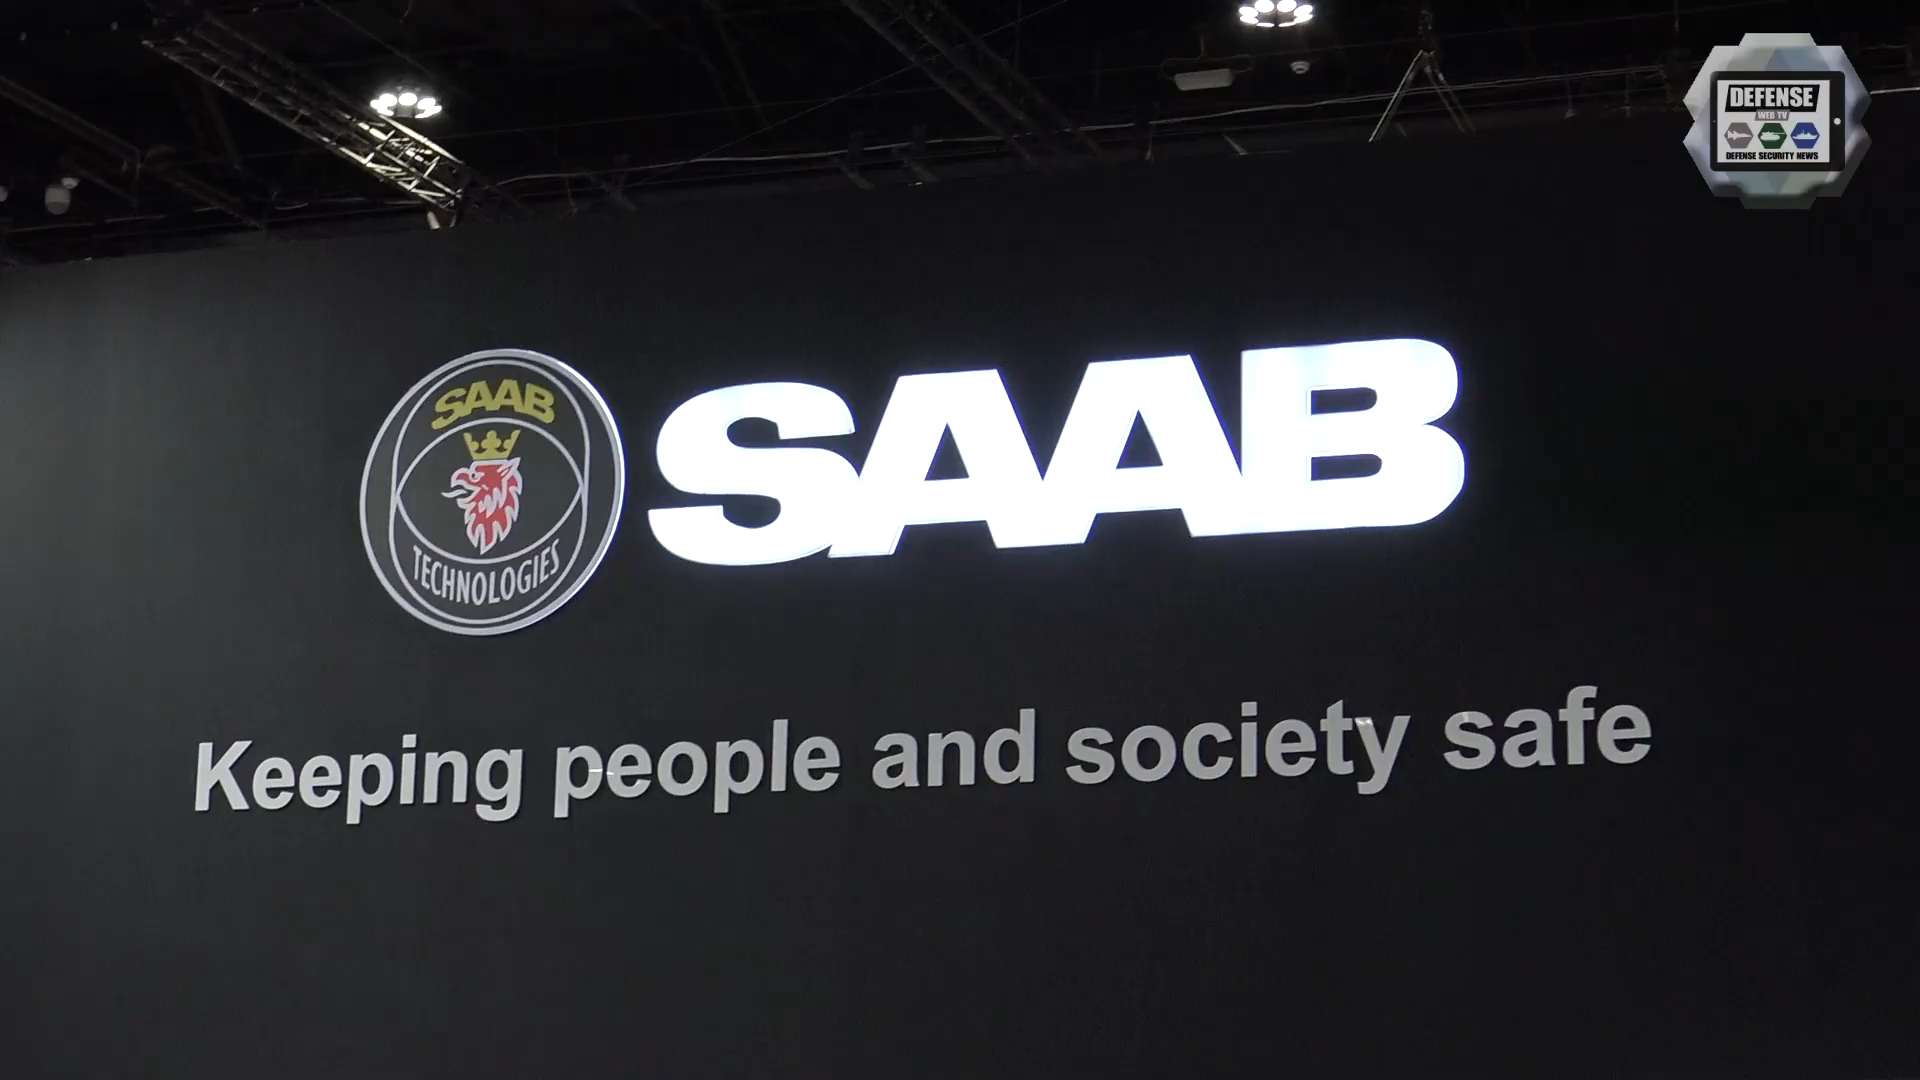 DEFENSE
WEB TV
DEFENSE SECURITY NEWS
SAAB
TECHNOLOGIES
SAAB
Keeping people and society safe